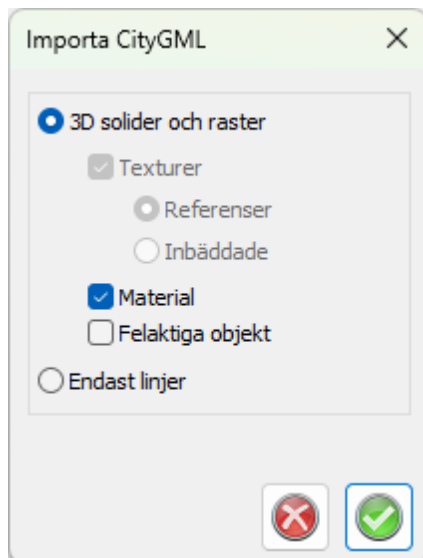 Importa CityGML
3D solider och raster
Texturer
Referenser
Inbäddade
Material
Felaktiga objekt
Endast linjer